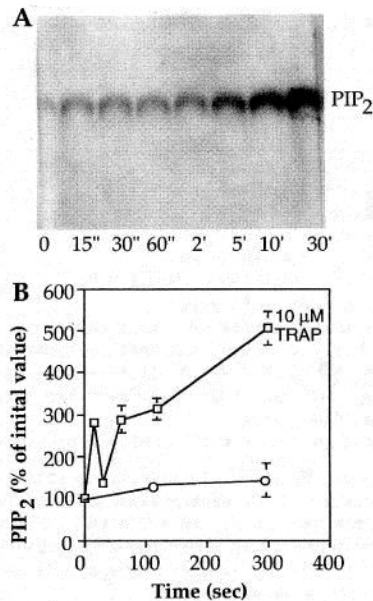 A
PIP₂
0 15" 30" 60" 2' 5' 10' 30'
B
600
500
400
300
200
100
0
PIP₂ (% of inital value)
10 µM
TRAP
0 100 200 300 400
Time (sec)